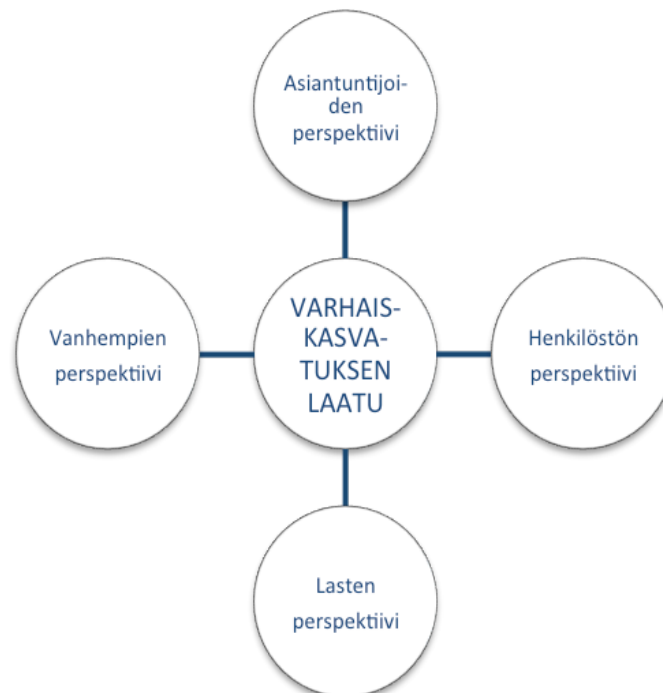 Asiantuntijoi-
den
perspektiivi
Vanhempien
perspektiivi
VARHAIS-
KASVA-
TUKSEN
LAATU
Henkilöstön
perspektiivi
Lasten
perspektiivi